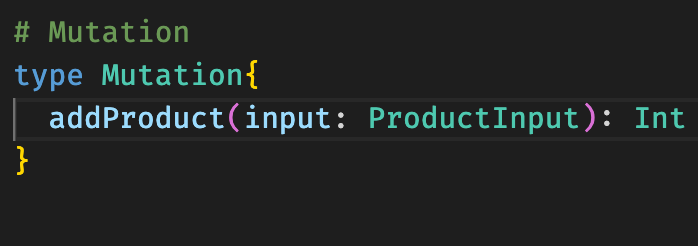 # Mutation
type Mutation{
addProduct(input: ProductInput): Int
}